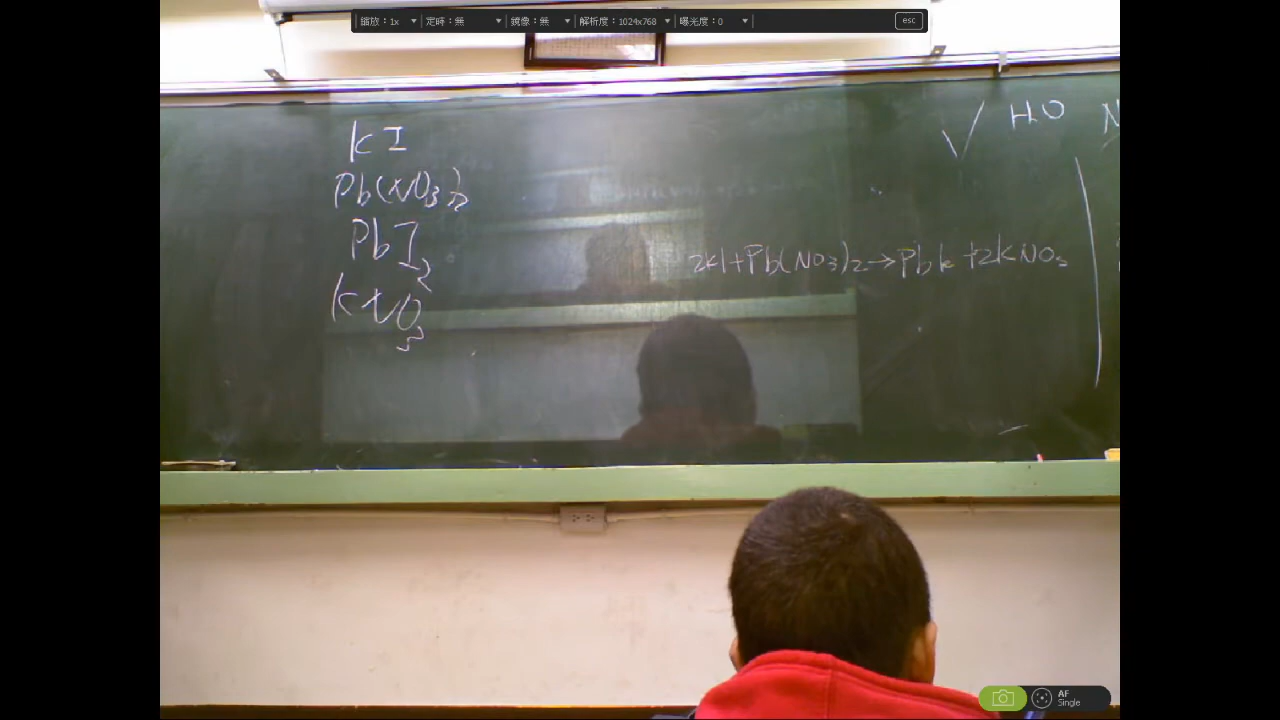 縮放：1x 定時：無 鏡像：無 解析度：1024x768 曝光度：0 esc
KI
Pb(NO3)2
PbI2
KNO3
√ H2O N
2KI+Pb(NO3)2→PbI2+2KNO3
AF
Single